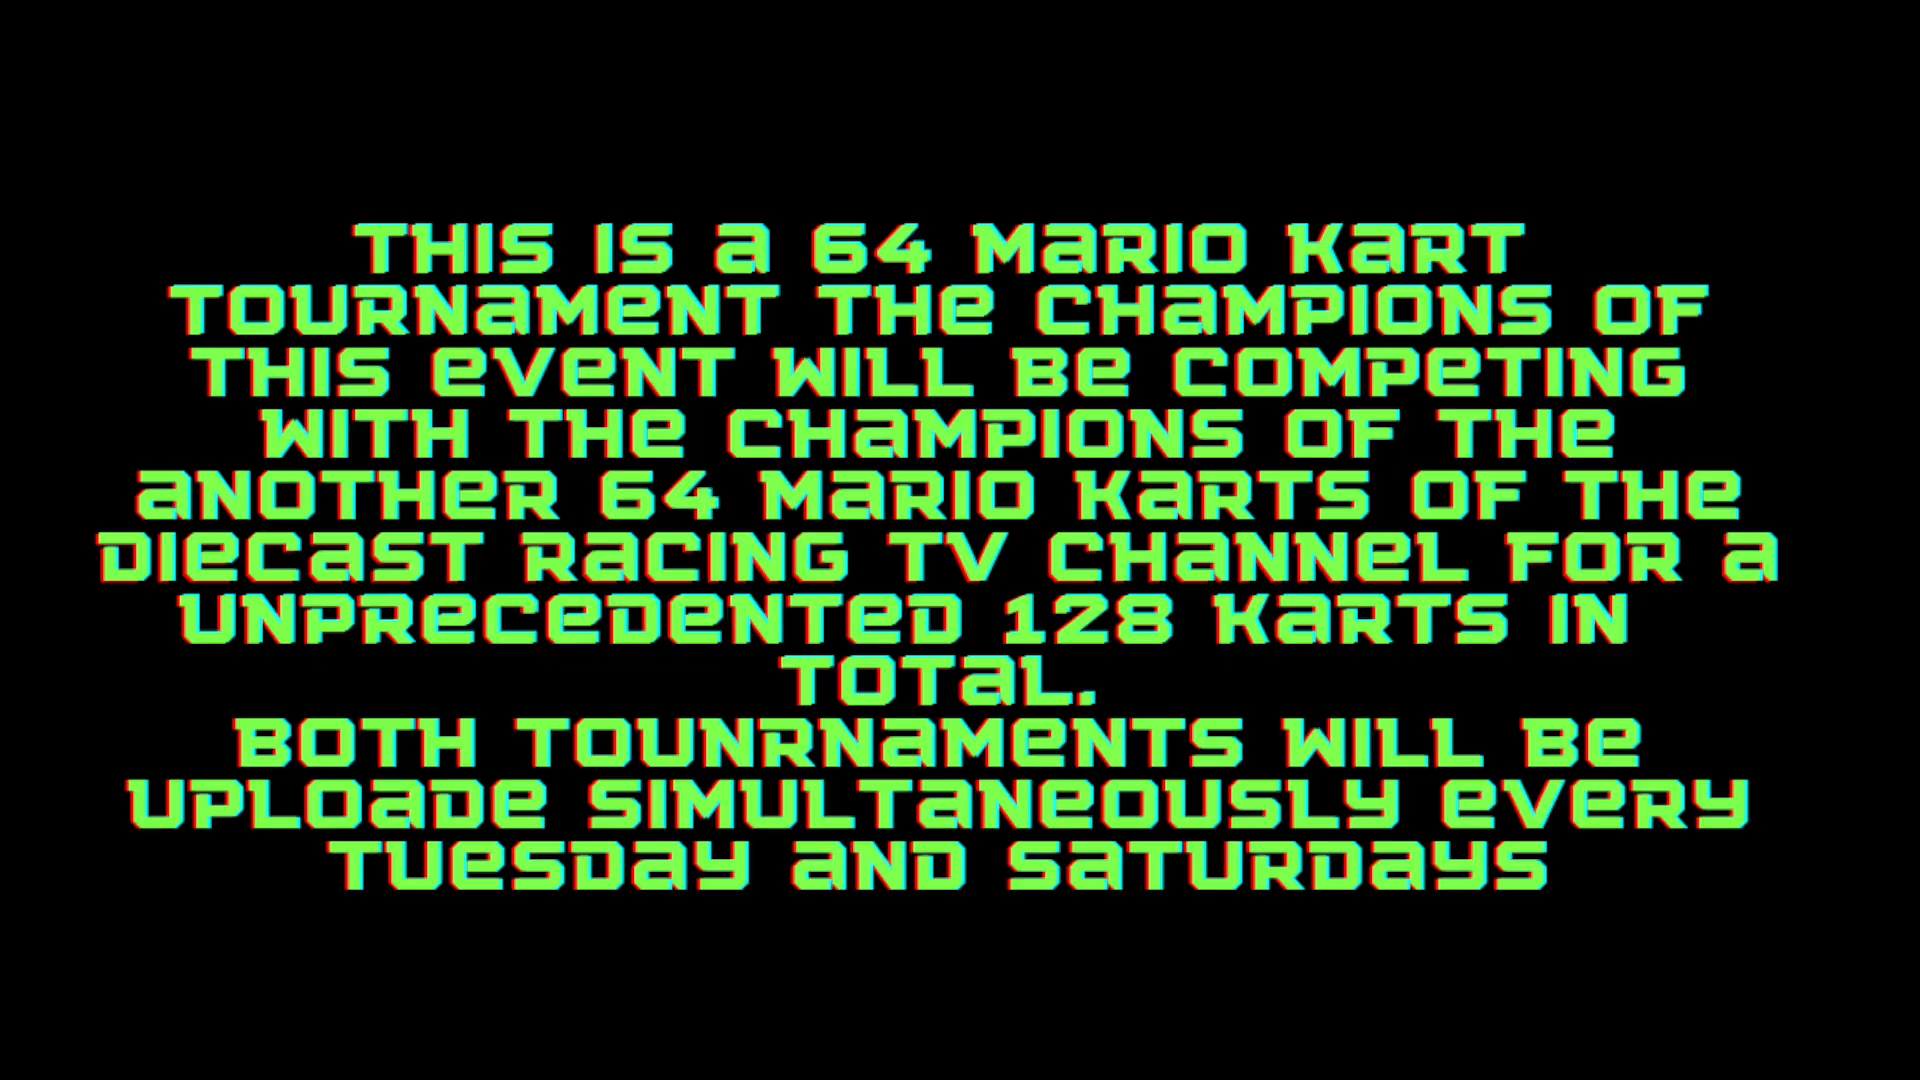 THIS IS a 64 MaRIO KaRT
TOURNaMeNT THe CHaMPIONS OF
THIS eVeNT WILL Be COMPeTING
WITH THe CHaMPIONS OF THe
aNOTHeR 64 MaRIO KaRTS OF THe
DIeCaST RaCING TV CHaNNeL FOR a
UNPReCeDeNTeD 128 KaRTS IN
TOTaL.
BOTH TOUNRNaMeNTS WILL Be
UPLOaDe SIMULTaNeOUSLY eVeRY
TUeSDaY aND SaTURDaYS